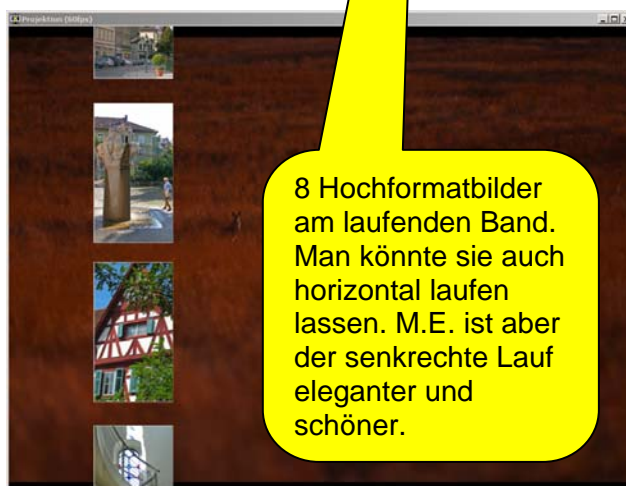 Projektion (60fps)
8 Hochformatbilder
am laufenden Band.
Man könnte sie auch
horizontal laufen
lassen. M.E. ist aber
der senkrechte Lauf
eleganter und
schöner.